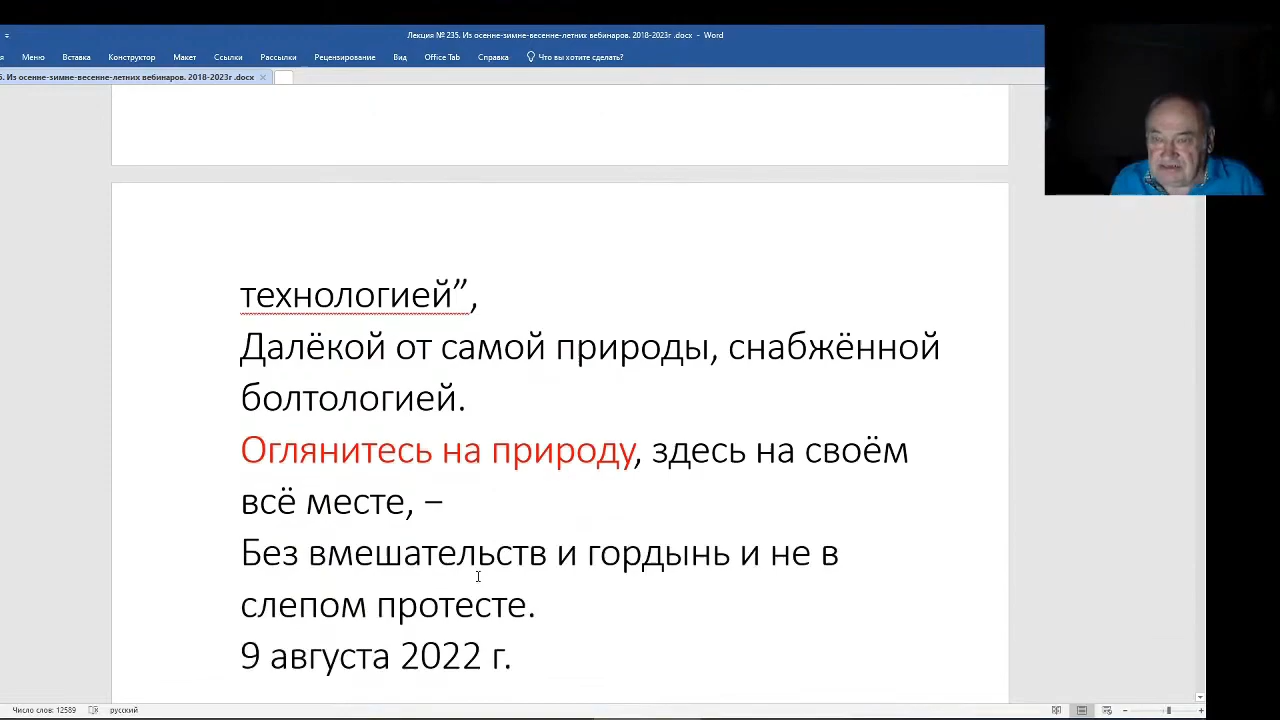 Лекция № 235. Из осенне-зимне-весенне-летних вебинаров. 2018-2023г .docx - Word
Меню Вставка Конструктор Макет Ссылки Рассылки Рецензирование Вид Office Tab Справка Что вы хотите сделать?
. Из осенне-зимне-весенне-летних вебинаров. 2018-2023г .docx
технологией”,
Далёкой от самой природы, снабжённой
болтологией.
Оглянитесь на природу, здесь на своём
всё месте, –
Без вмешательств и гордынь и не в
слепом протесте.
9 августа 2022 г.
Число слов: 12589 русский